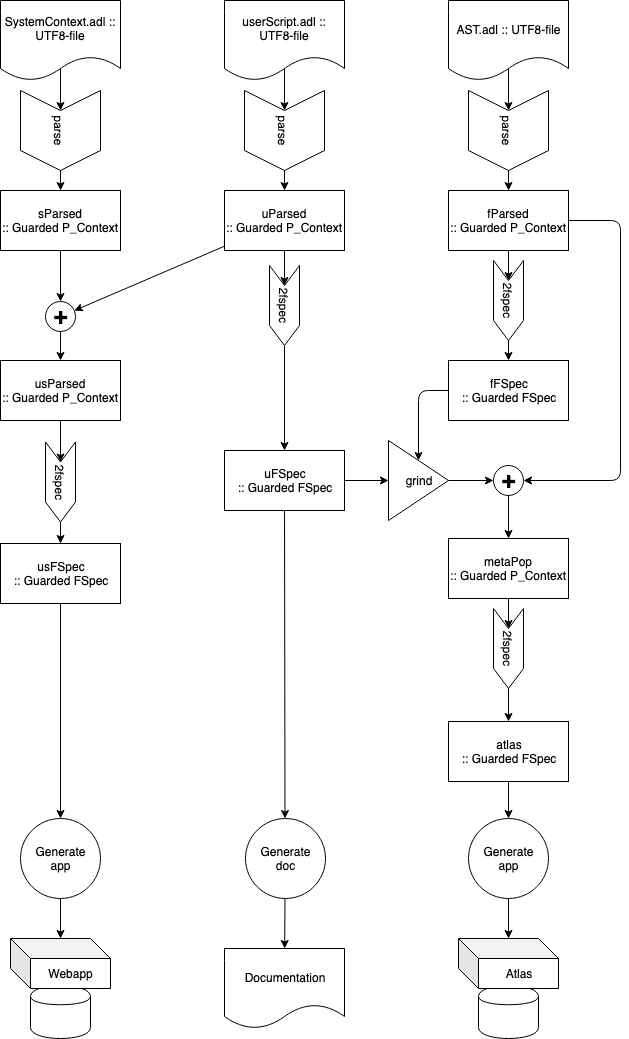 SystemContext.adl ::
UTF8-file
userScript.adl ::
UTF8-file
AST.adl :: UTF8-file
parse
parse
parse
sParsed
:: Guarded P_Context
uParsed
:: Guarded P_Context
fParsed
:: Guarded P_Context
+
2fspec
2fspec
usParsed
:: Guarded P_Context
fFSpec
:: Guarded FSpec
2fspec
uFSpec
:: Guarded FSpec
grind
+
usFSpec
:: Guarded FSpec
metaPop
:: Guarded P_Context
2fspec
atlas
:: Guarded FSpec
Generate
app
Generate
doc
Generate
app
Webapp
Documentation
Atlas